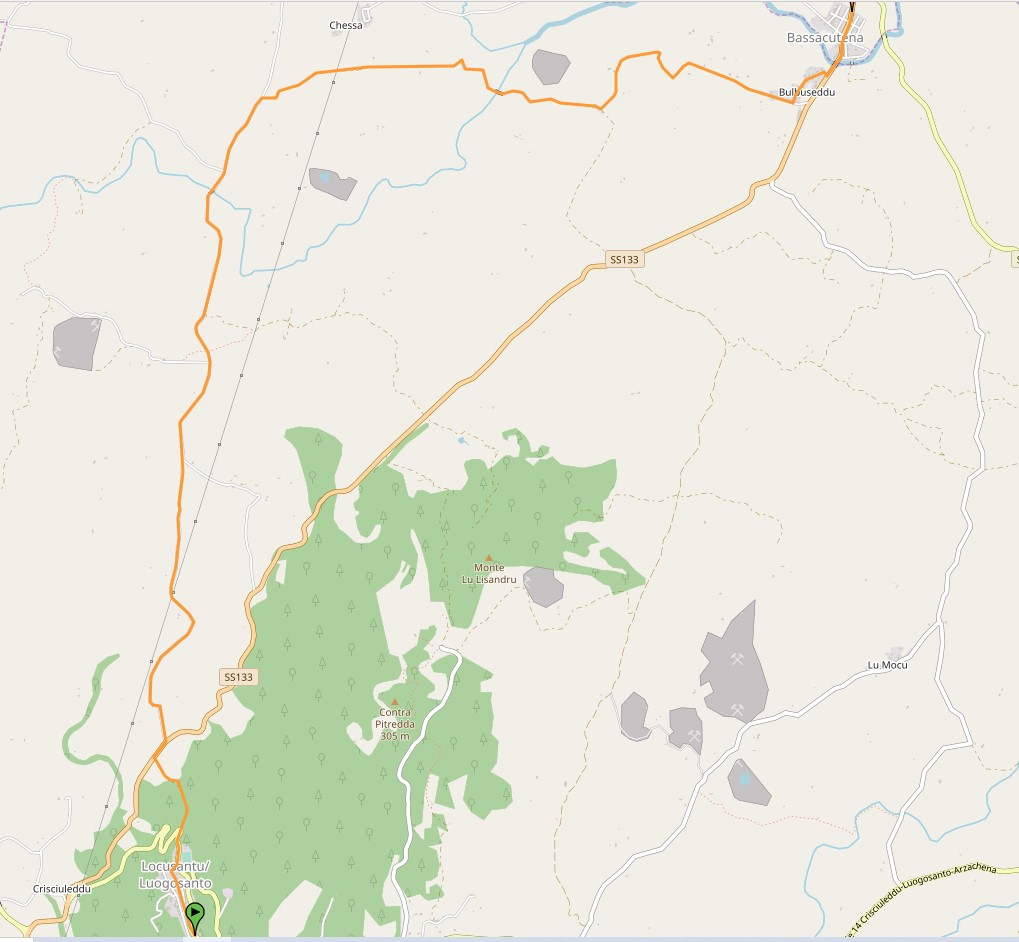 Chessa
Bassacutena
Bulbuseddu
SS133
Monte
Lu Lisandru
Lu Mocu
SS133
Contra
Pitredda
305 m
Locusantu/
Luogosanto
Crisciuleddu
14 Crisciuleddu-Luogosanto-Arzachena